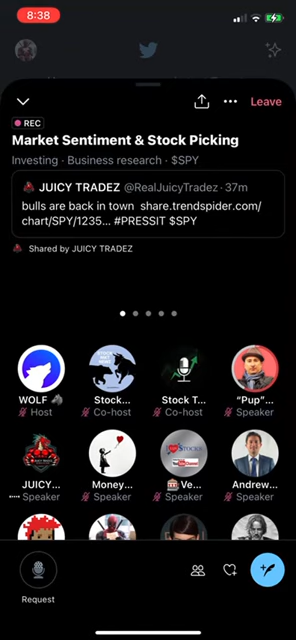 8:38
Leave
REC
Market Sentiment & Stock Picking
Investing · Business research · $SPY
JUICY TRADEZ @RealJuicyTradez · 37m
bulls are back in town share.trendspider.com/
chart/SPY/1235... #PRESSIT $SPY
Shared by JUICY TRADEZ
WOLF Stock... Stock T... “Pup”...
Host Co-host Co-host Speaker
JUICY... Money... Ve... Andrew...
Speaker Speaker Speaker Speaker
Request